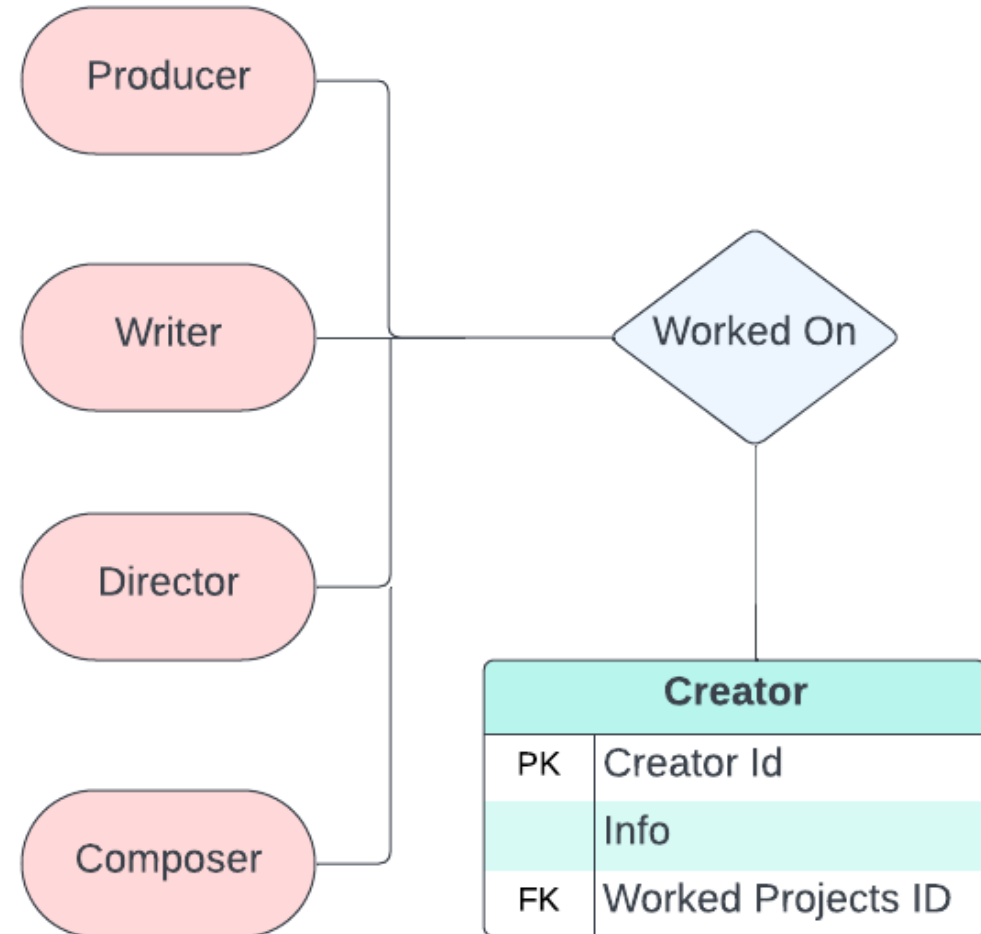 Producer
Writer
Worked On
Director
Creator
PK Creator Id
Info
Composer
FK Worked Projects ID